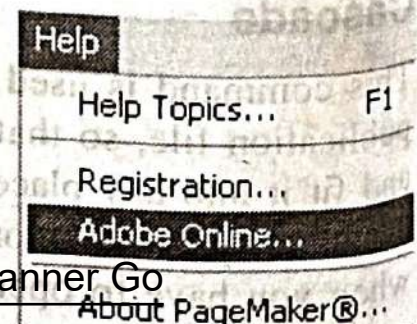 Help
Help Topics... F1
Registration...
Adobe Online...
anner Go
About PageMaker®...